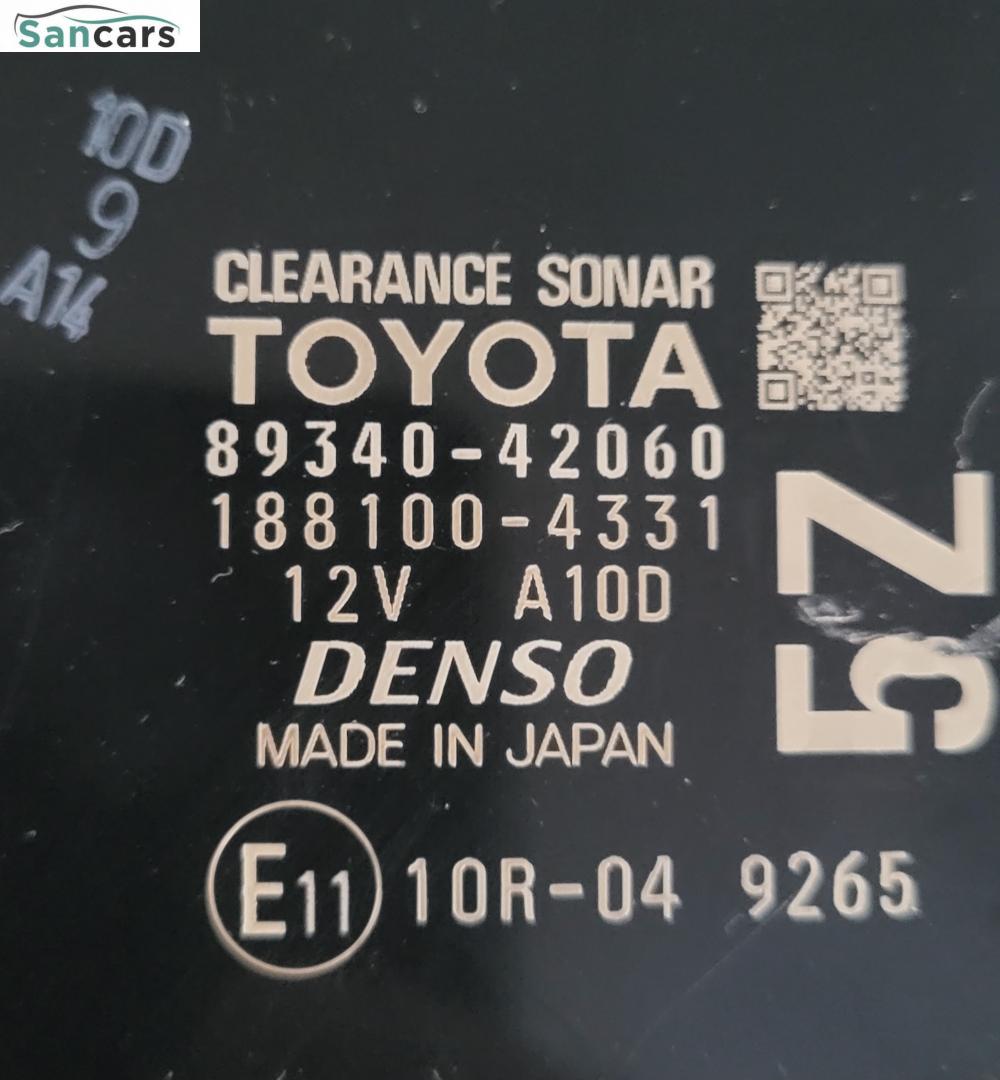 Sancars
10D
9
A14
CLEARANCE SONAR
TOYOTA
89340-42060
188100-4331
12V A10D
DENSO
MADE IN JAPAN
5Z
E11 10R-04 9265